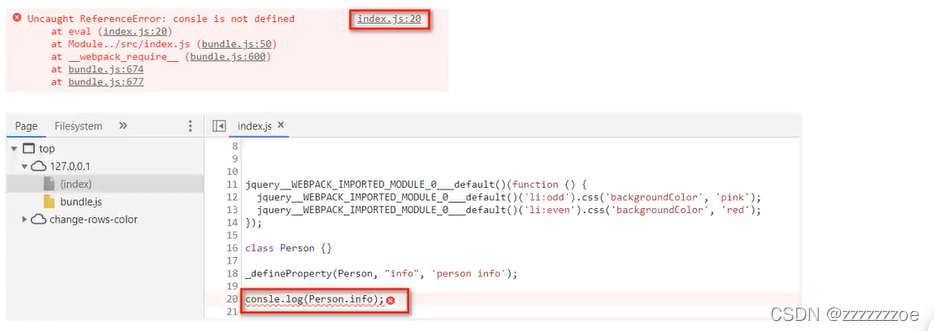 Uncaught ReferenceError: consle is not defined index.js:20
at eval (index.js:20)
at Module../src/index.js (bundle.js:50)
at __webpack_require__ (bundle.js:600)
at bundle.js:674
at bundle.js:677
Page Filesystem »
top
127.0.0.1
(index)
bundle.js
change-rows-color
index.js ×
8
9
10
11 jquery__WEBPACK_IMPORTED_MODULE_0___default()(function () {
12 jquery__WEBPACK_IMPORTED_MODULE_0___default()('li:odd').css('backgroundColor', 'pink');
13 jquery__WEBPACK_IMPORTED_MODULE_0___default()('li:even').css('backgroundColor', 'red');
14 });
15
16 class Person {}
17
18 _defineProperty(Person, "info", 'person info');
19
20 consle.log(Person.info);
21
CSDN @zzzzzzzoe